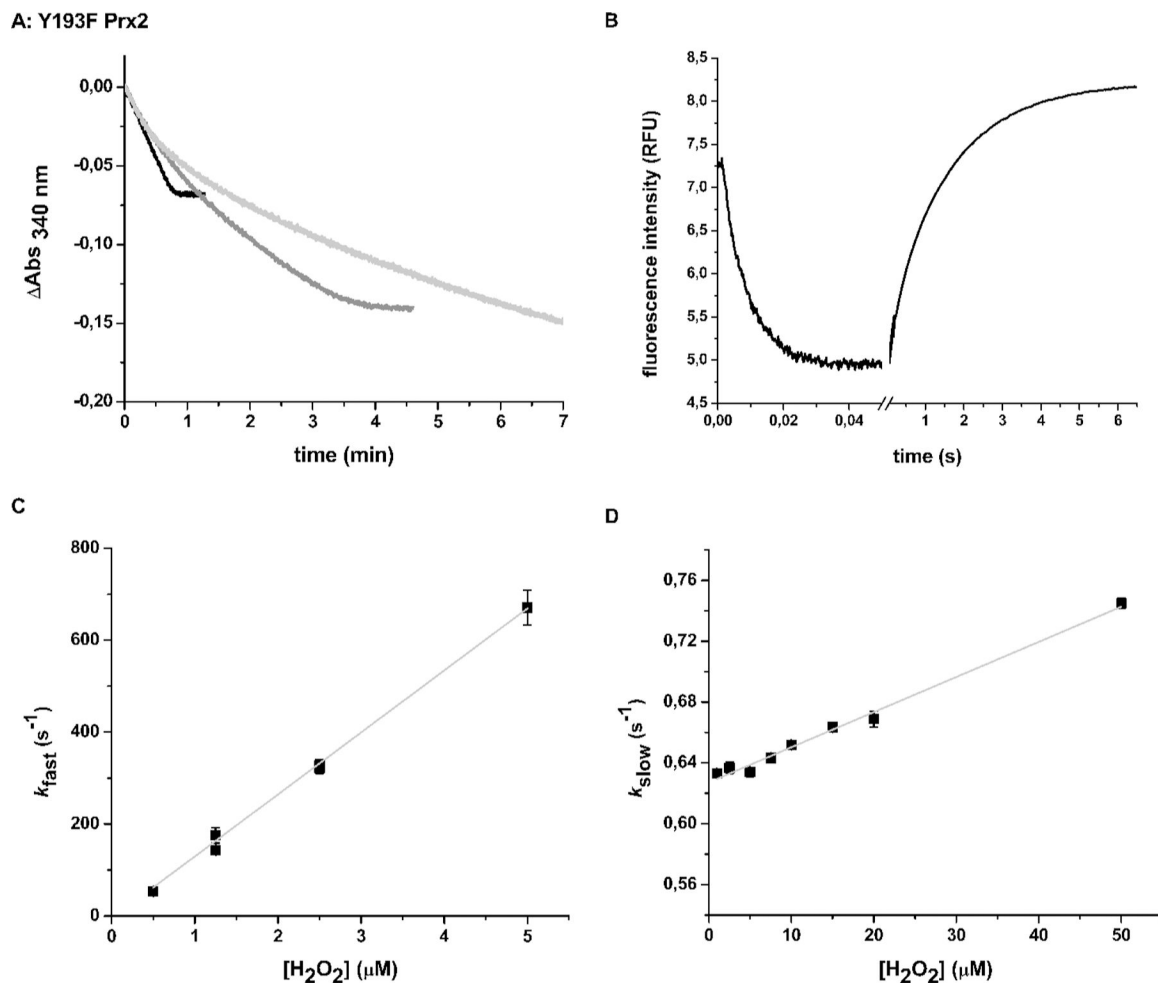 A: Y193F Prx2
0,00
-0,05
-0,10
-0,15
-0,20
ΔAbs 340 nm
0 1 2 3 4 5 6 7
time (min)
B
8,5
8,0
7,5
7,0
6,5
6,0
5,5
5,0
4,5
fluorescence intensity (RFU)
0,00 0,02 0,04 1 2 3 4 5 6
time (s)
C
800
600
400
200
0
k fast (s⁻¹)
0 1 2 3 4 5
[H₂O₂] (μM)
D
0,76
0,72
0,68
0,64
0,60
0,56
k slow (s⁻¹)
0 10 20 30 40 50
[H₂O₂] (μM)